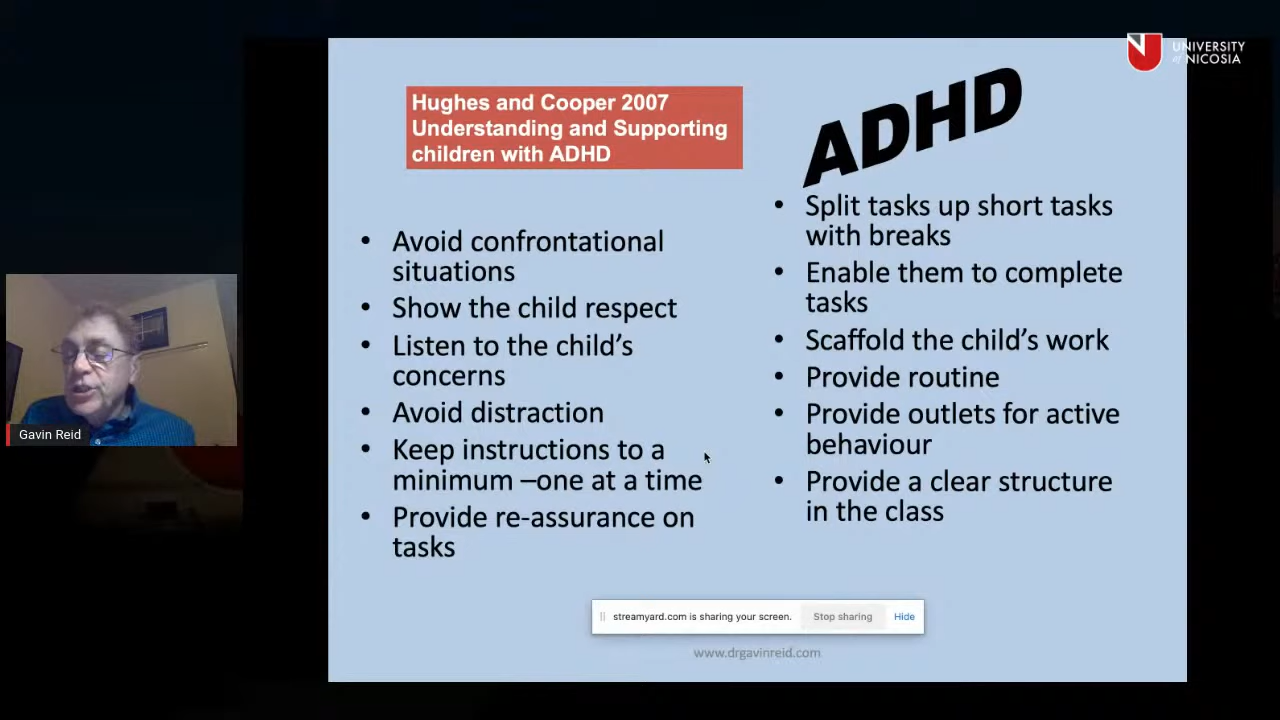 UNIVERSITY
of NICOSIA
Hughes and Cooper 2007
Understanding and Supporting
children with ADHD
ADHD
• Avoid confrontational
situations
• Show the child respect
• Listen to the child’s
concerns
• Avoid distraction
• Keep instructions to a
minimum –one at a time
• Provide re-assurance on
tasks
• Split tasks up short tasks
with breaks
• Enable them to complete
tasks
• Scaffold the child’s work
• Provide routine
• Provide outlets for active
behaviour
• Provide a clear structure
in the class
Gavin Reid
streamyard.com is sharing your screen. Stop sharing Hide
www.drgavinreid.com